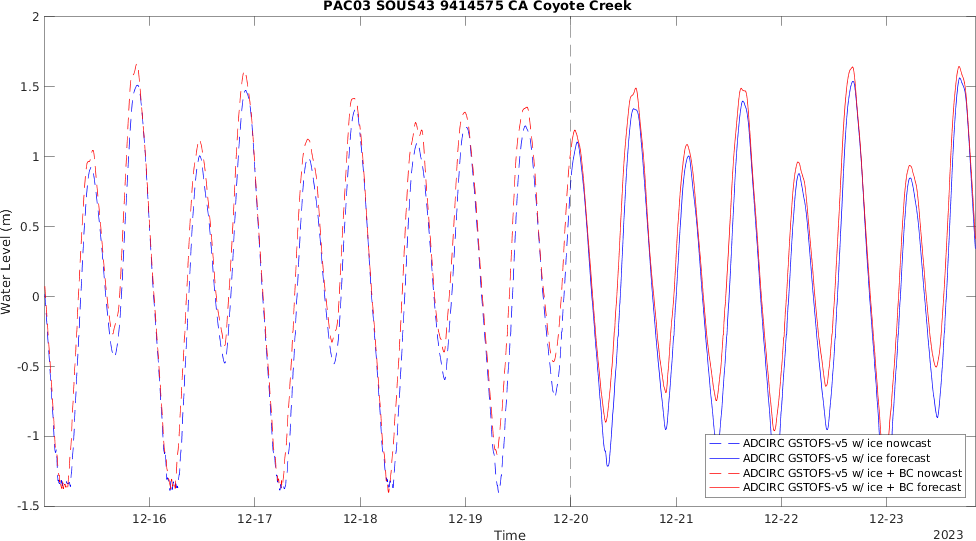 PAC03 SOUS43 9414575 CA Coyote Creek
2
1.5
1
0.5
0
-0.5
-1
-1.5
Water Level (m)
12-16
12-17
12-18
12-19
12-20
12-21
12-22
12-23
Time
2023
ADCIRC GSTOFS-v5 w/ ice nowcast
ADCIRC GSTOFS-v5 w/ ice forecast
ADCIRC GSTOFS-v5 w/ ice + BC nowcast
ADCIRC GSTOFS-v5 w/ ice + BC forecast